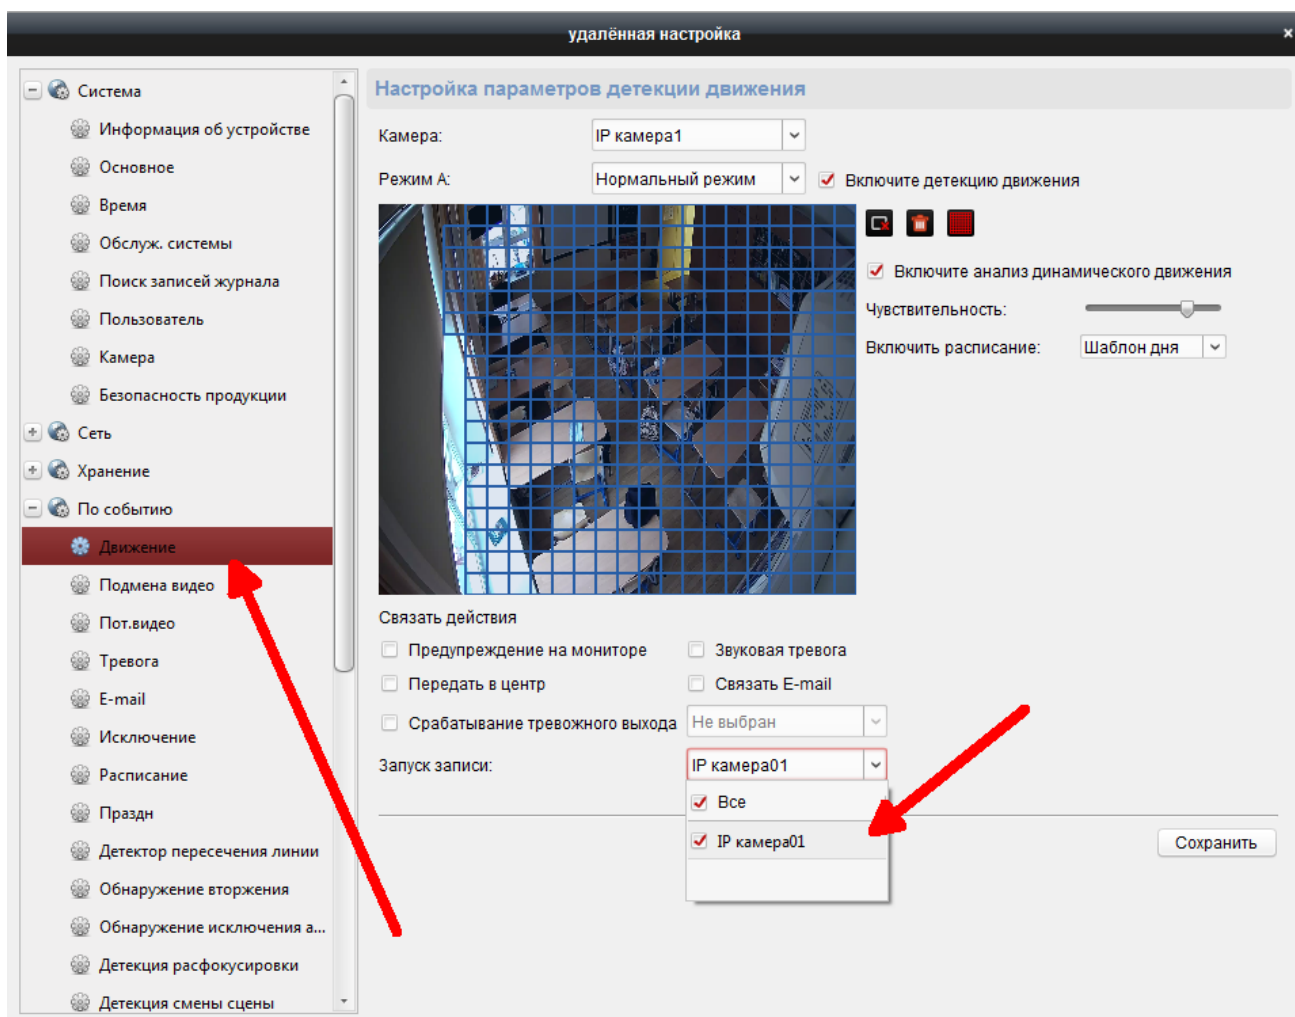 удалённая настройка
Система
Информация об устройстве
Основное
Время
Обслуж. системы
Поиск записей журнала
Пользователь
Камера
Безопасность продукции
Сеть
Хранение
По событию
Движение
Подмена видео
Пот.видео
Тревога
E-mail
Исключение
Расписание
Праздн
Детектор пересечения линии
Обнаружение вторжения
Обнаружение исключения а...
Детекция расфокусировки
Детекция смены сцены
Настройка параметров детекции движения
Камера: IP камера1
Режим А: Нормальный режим Включите детекцию движения
Включите анализ динамического движения
Чувствительность:
Включить расписание: Шаблон дня
Связать действия
Предупреждение на мониторе Звуковая тревога
Передать в центр Связать E-mail
Срабатывание тревожного выхода Не выбран
Запуск записи: IP камера01
Все
IP камера01
Сохранить